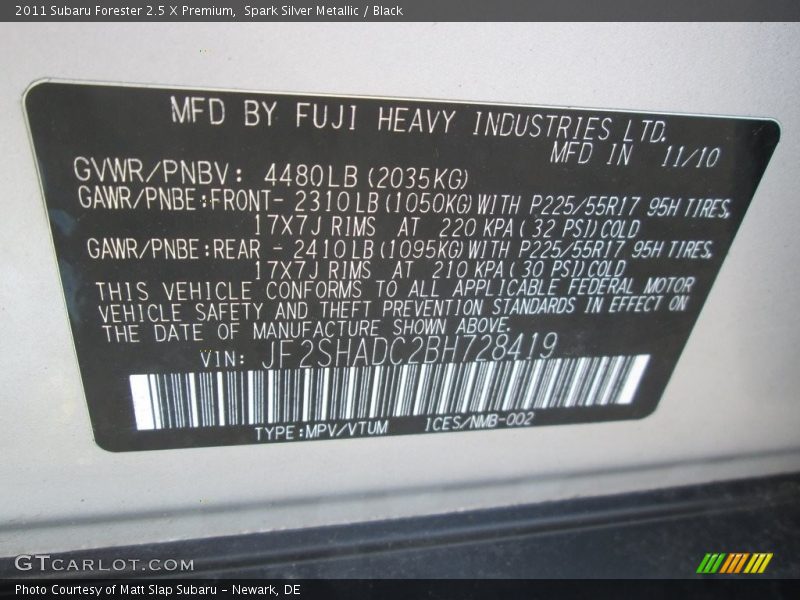 2011 Subaru Forester 2.5 X Premium,  Spark Silver Metallic / Black
MFD BY FUJI HEAVY INDUSTRIES LTD.
MFD IN 11/10
GVWR/PNBV: 4480LB (2035KG)
GAWR/PNBE:FRONT- 2310LB (1050KG) WITH P225/55R17 95H TIRES,
17X7J RIMS AT 220 KPA ( 32 PSI) COLD
GAWR/PNBE:REAR - 2410LB (1095KG) WITH P225/55R17 95H TIRES,
17X7J RIMS AT 210 KPA ( 30 PSI) COLD
THIS VEHICLE CONFORMS TO ALL APPLICABLE FEDERAL MOTOR
VEHICLE SAFETY AND THEFT PREVENTION STANDARDS IN EFFECT ON
THE DATE OF MANUFACTURE SHOWN ABOVE.
VIN: JF2SHADC2BH728419
TYPE:MPV/VTUM ICES/NMB-002
GTCARLOT.COM
Photo Courtesy of Matt Slap Subaru - Newark, DE